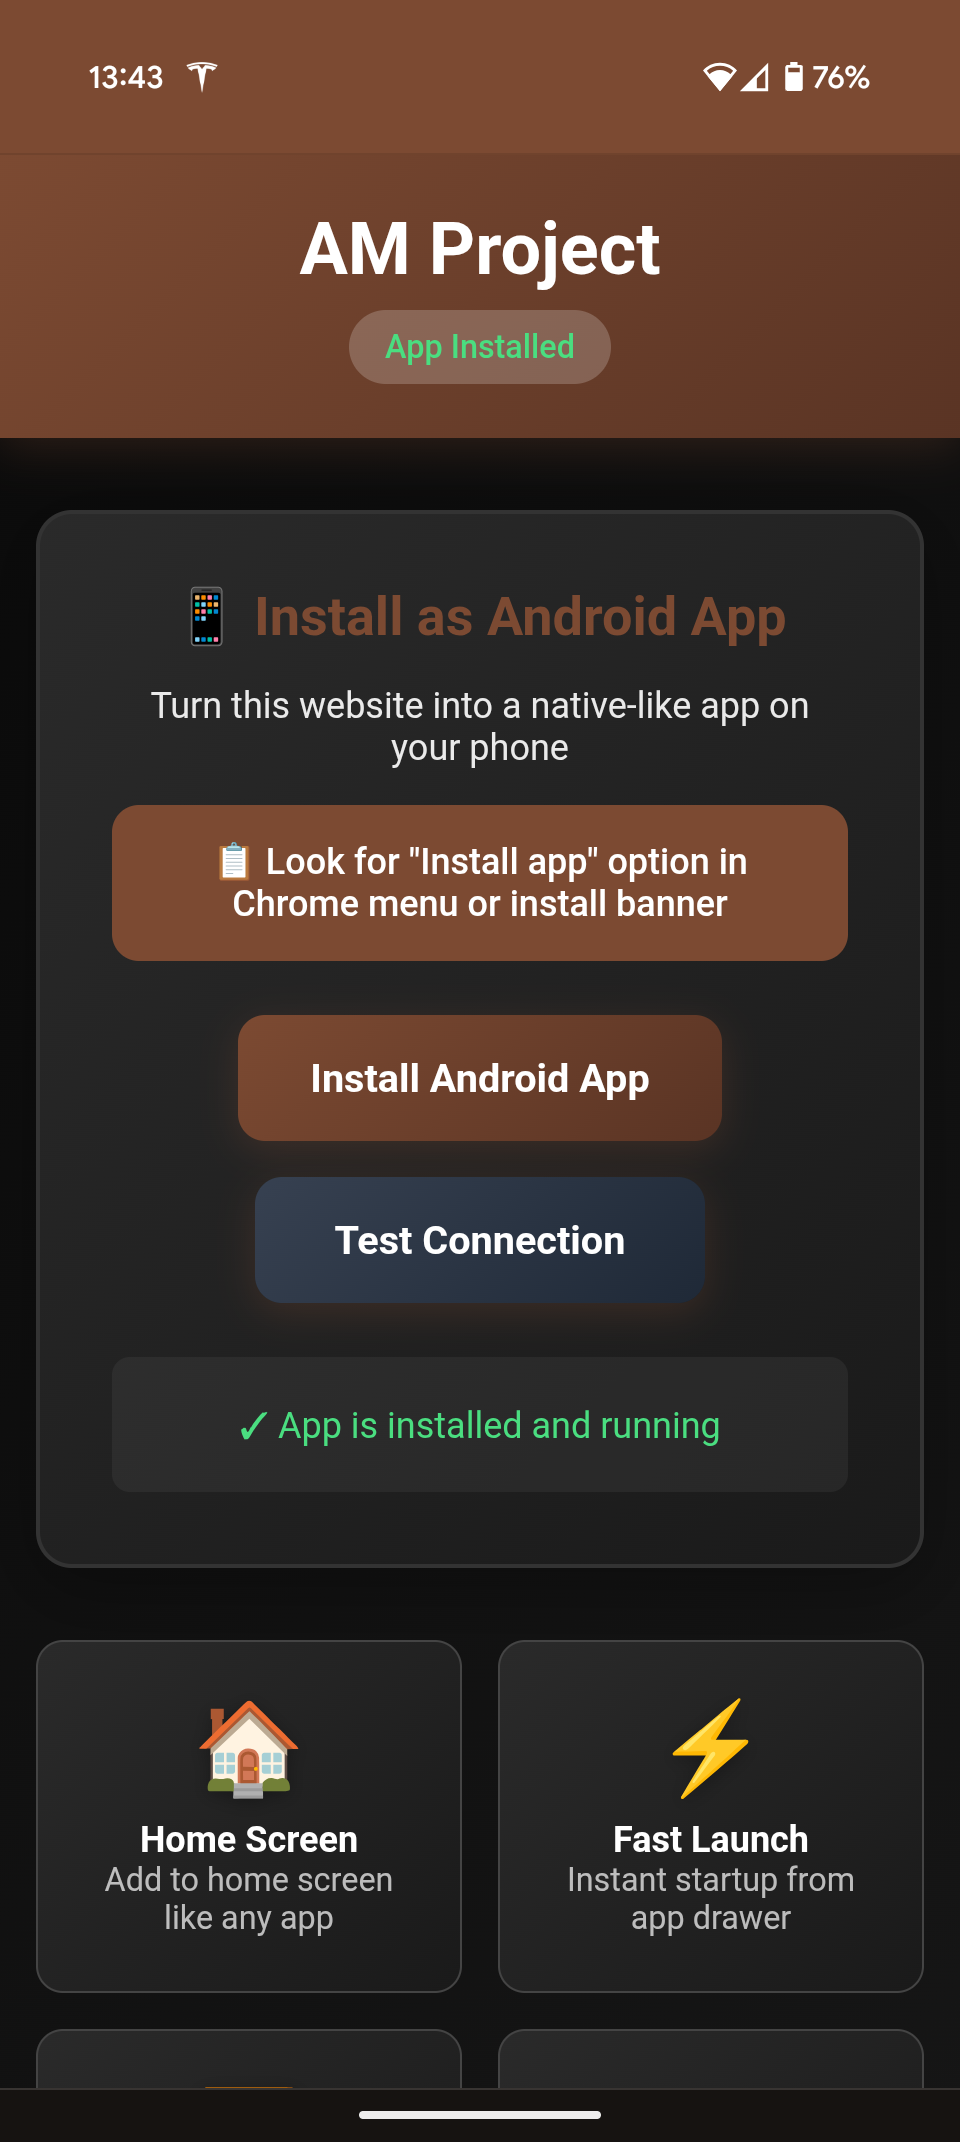 13:43
76%
AM Project
App Installed
Install as Android App
Turn this website into a native-like app on
your phone
📋 Look for "Install app" option in
Chrome menu or install banner
Install Android App
Test Connection
✓ App is installed and running
Home Screen
Add to home screen
like any app
Fast Launch
Instant startup from
app drawer